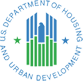 U.S. DEPARTMENT OF HOUSING
AND URBAN DEVELOPMENT